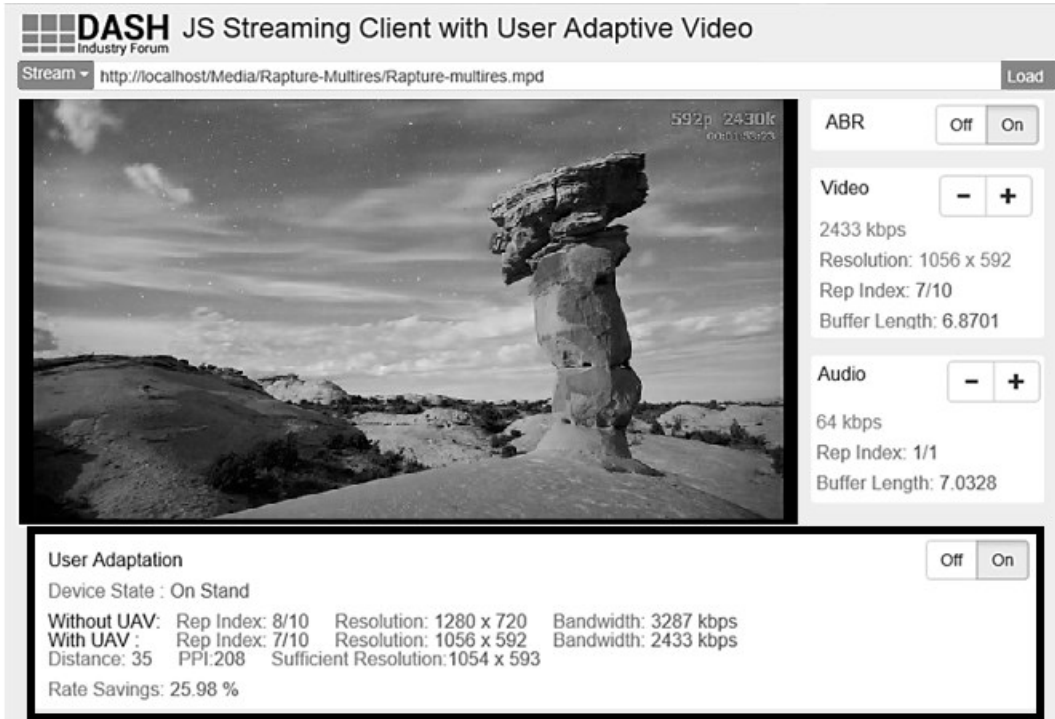 DASH
Industry Forum
JS Streaming Client with User Adaptive Video
Stream
http://localhost/Media/Rapture-Multires/Rapture-multires.mpd
Load
592p 2430k
00:01:53:23
ABR
Off On
Video
- +
2433 kbps
Resolution: 1056 x 592
Rep Index: 7/10
Buffer Length: 6.8701
Audio
- +
64 kbps
Rep Index: 1/1
Buffer Length: 7.0328
User Adaptation
Off On
Device State : On Stand
Without UAV: Rep Index: 8/10 Resolution: 1280 x 720 Bandwidth: 3287 kbps
With UAV : Rep Index: 7/10 Resolution: 1056 x 592 Bandwidth: 2433 kbps
Distance: 35 PPI:208 Sufficient Resolution:1054 x 593
Rate Savings: 25.98 %